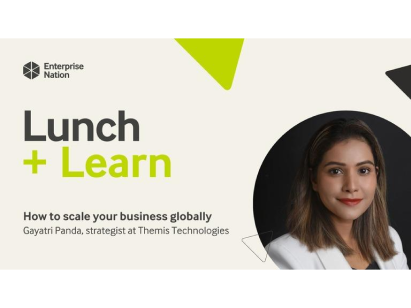 Enterprise
Nation
Lunch
+ Learn
How to scale your business globally
Gayatri Panda, strategist at Themis Technologies